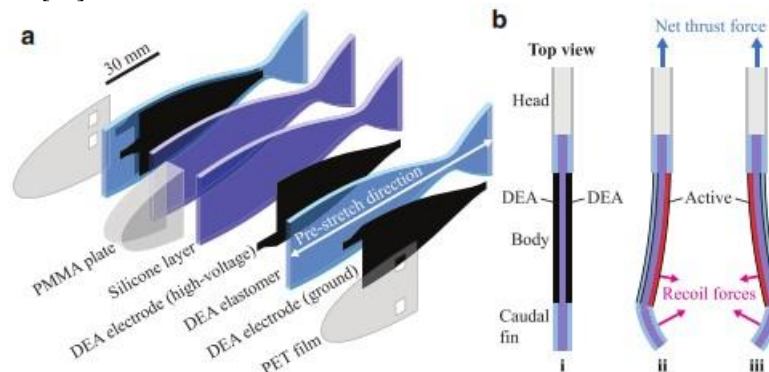 a
30 mm
PMMA plate
Silicone layer
DEA electrode (high-voltage)
DEA elastomer
DEA electrode (ground)
PET film
Pre-stretch direction
b
Net thrust force
Top view
Head
DEA
DEA
Active
Body
Recoil forces
Caudal
fin
i
ii
iii